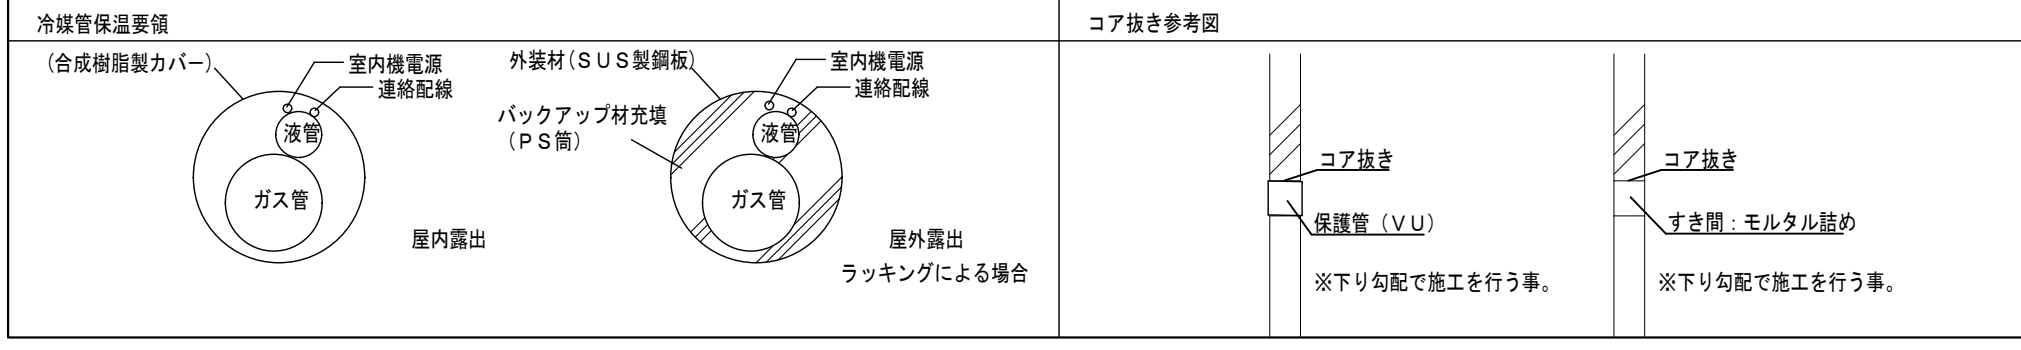 冷媒管保温要領
(合成樹脂製カバー)
室内機電源
連絡配線
液管
ガス管
屋内露出
外装材(SUS製鋼板)
バックアップ材充填
(PS筒)
室内機電源
連絡配線
液管
ガス管
屋外露出
ラッキングによる場合
コア抜き参考図
コア抜き
保護管(VU)
※下り勾配で施工を行う事。
コア抜き
すき間:モルタル詰め
※下り勾配で施工を行う事。